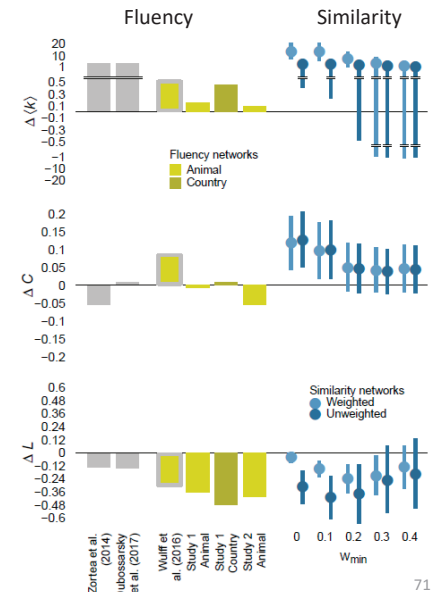 Fluency
Similarity
Δ ⟨k⟩
20
10
1
0.5
0.3
0.1
-0.1
-0.3
-0.5
-1
-10
-20
Fluency networks
Animal
Country
Δ C
0.2
0.15
0.1
0.05
0
-0.05
-0.1
-0.15
-0.2
Δ L
0.6
0.48
0.36
0.24
0.12
0
-0.12
-0.24
-0.36
-0.48
-0.6
Similarity networks
Weighted
Unweighted
Zortea et al.
(2014)
Dubossarsky
et al. (2017)
Wulff et
al. (2016)
Study 1
Animal
Study 1
Country
Study 2
Animal
0
0.1
0.2
0.3
0.4
Wmin
71